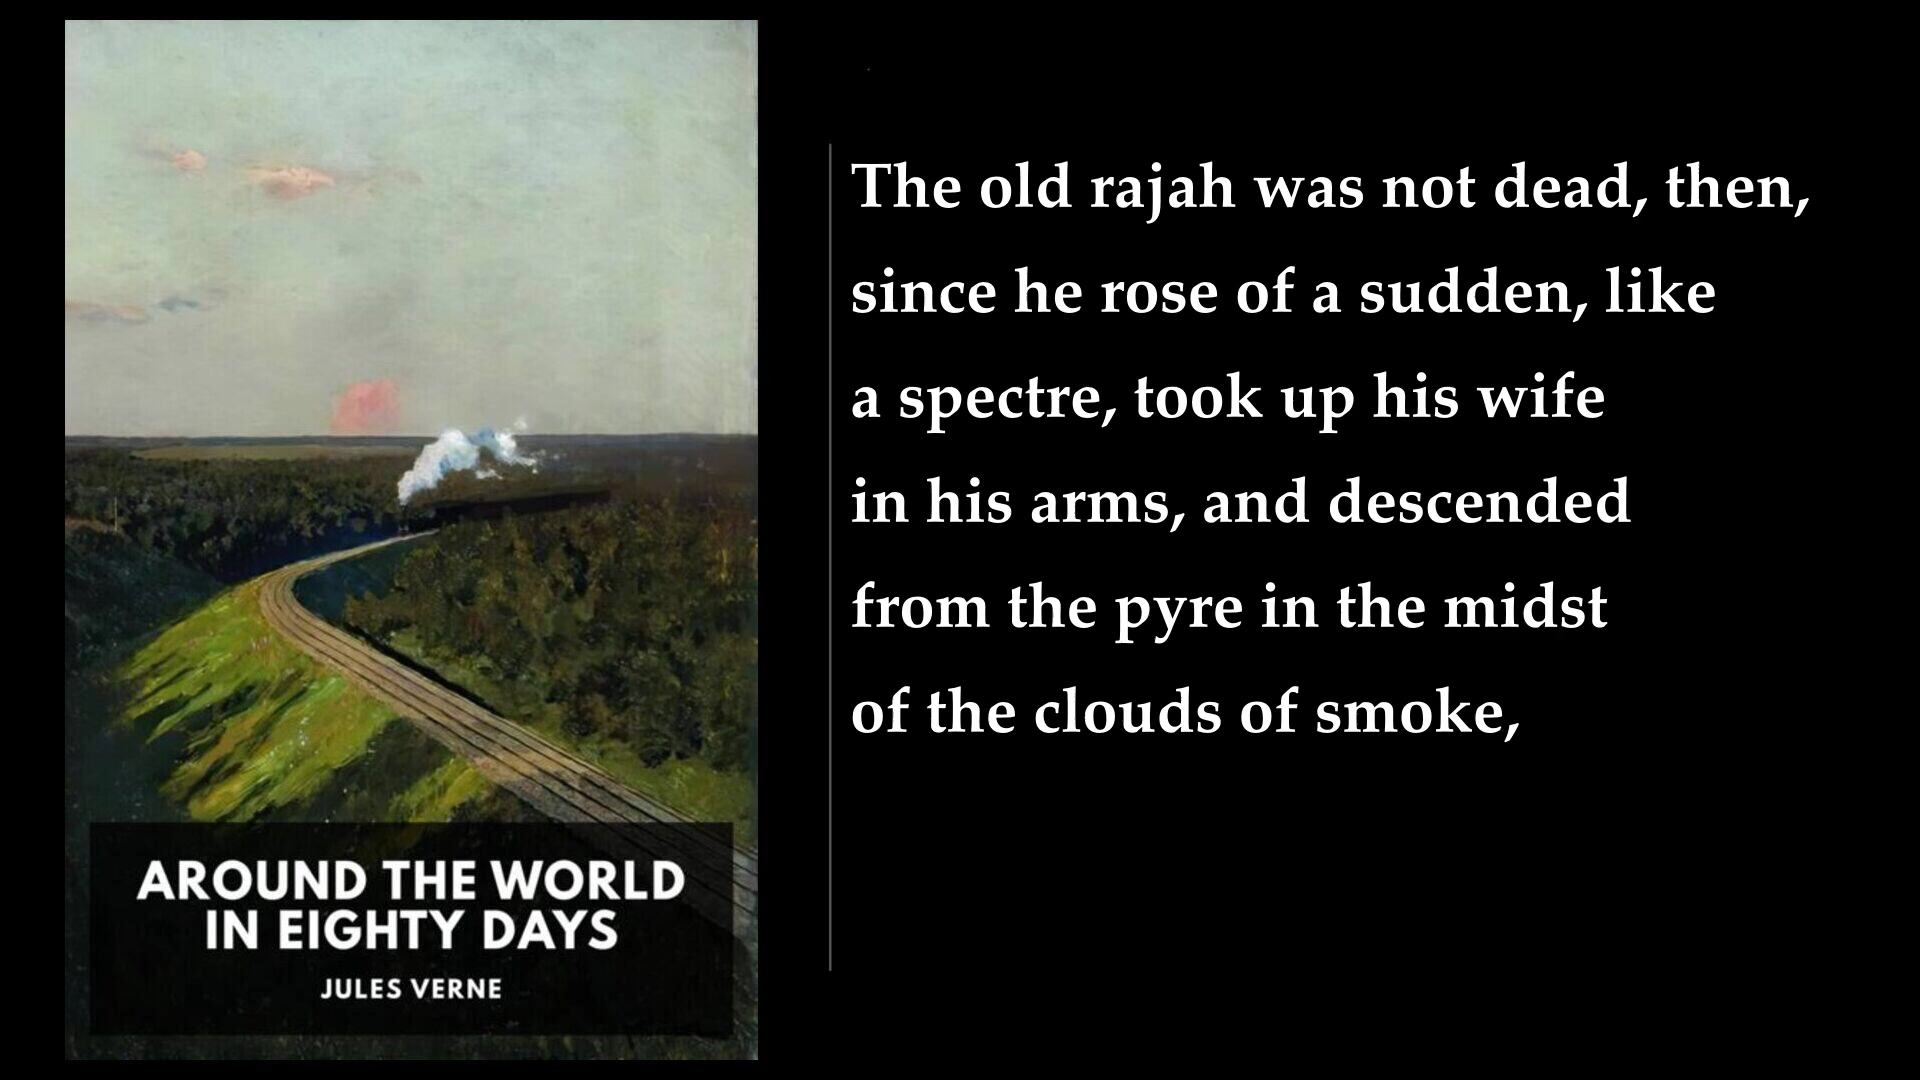 The old rajah was not dead, then,
since he rose of a sudden, like
a spectre, took up his wife
in his arms, and descended
from the pyre in the midst
of the clouds of smoke,
AROUND THE WORLD
IN EIGHTY DAYS
JULES VERNE